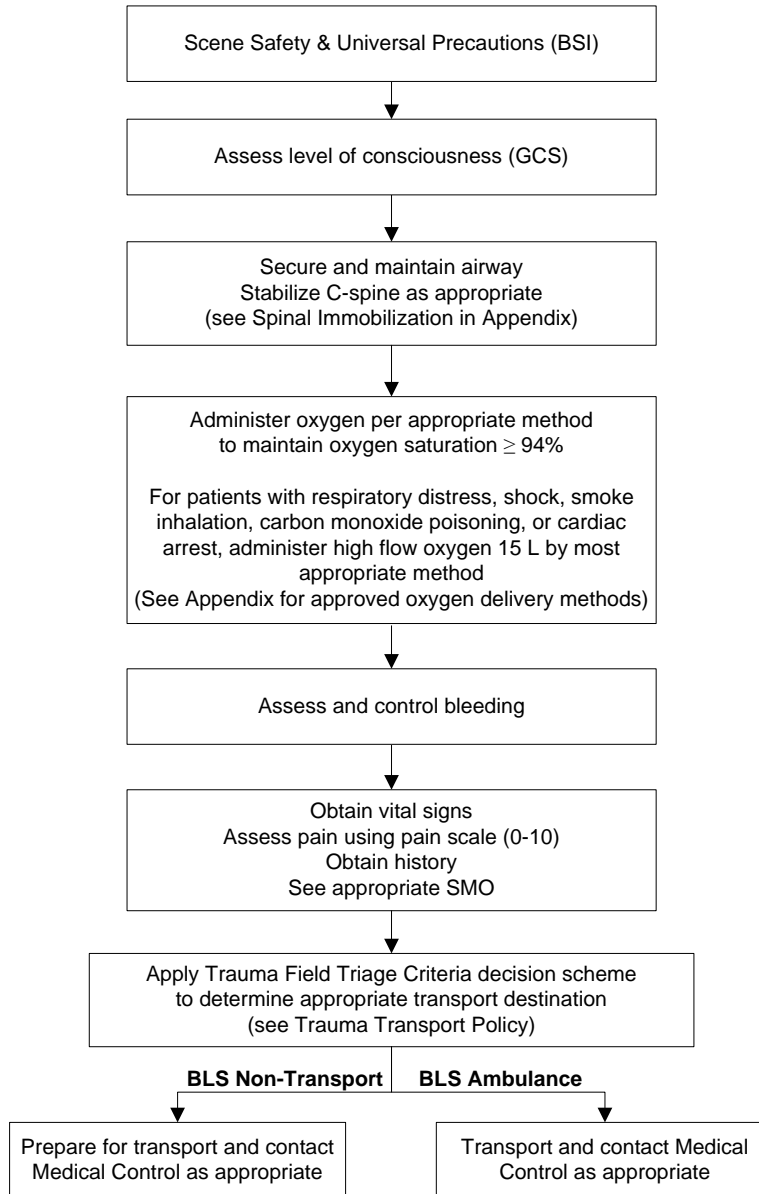 Scene Safety & Universal Precautions (BSI)
Assess level of consciousness (GCS)
Secure and maintain airway
Stabilize C-spine as appropriate
(see Spinal Immobilization in Appendix)
Administer oxygen per appropriate method
to maintain oxygen saturation ≥ 94%
For patients with respiratory distress, shock, smoke
inhalation, carbon monoxide poisoning, or cardiac
arrest, administer high flow oxygen 15 L by most
appropriate method
(See Appendix for approved oxygen delivery methods)
Assess and control bleeding
Obtain vital signs
Assess pain using pain scale (0-10)
Obtain history
See appropriate SMO
Apply Trauma Field Triage Criteria decision scheme
to determine appropriate transport destination
(see Trauma Transport Policy)
BLS Non-Transport
BLS Ambulance
Prepare for transport and contact
Medical Control as appropriate
Transport and contact Medical
Control as appropriate